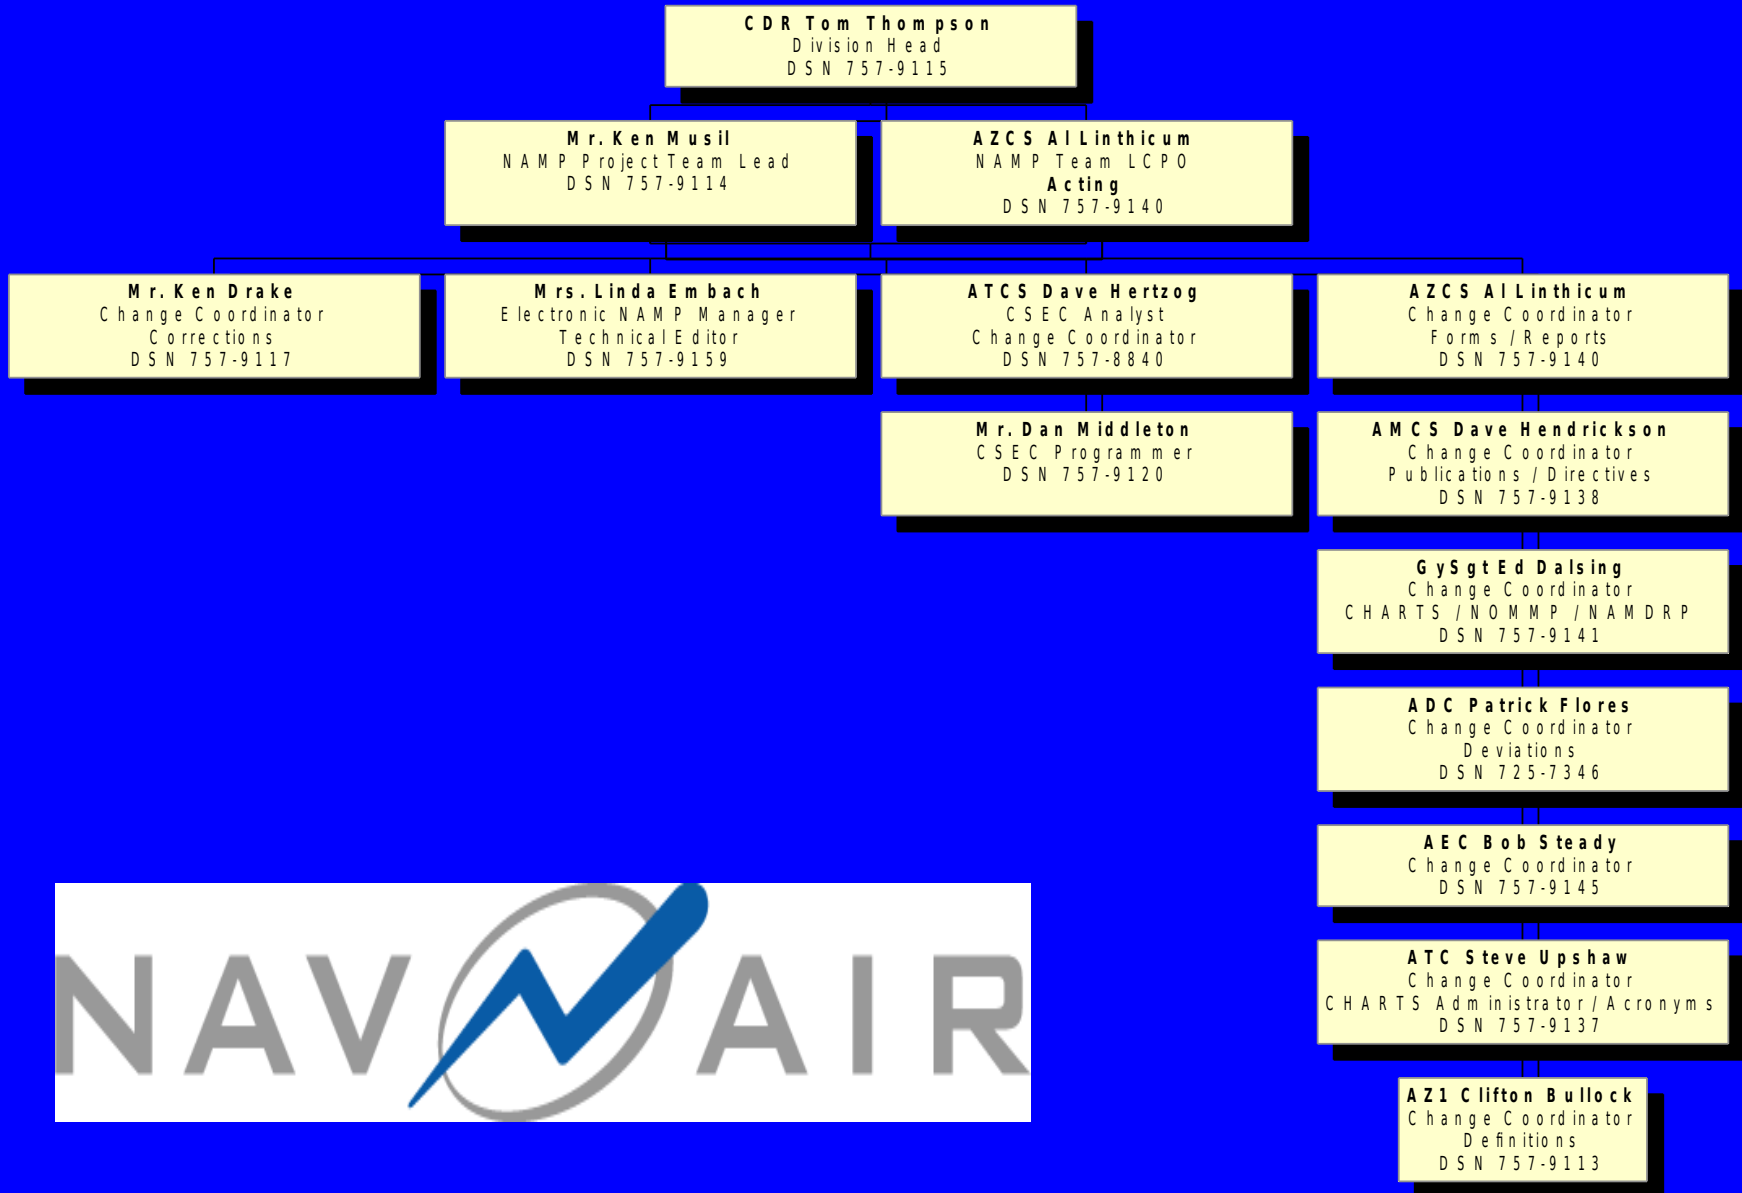 CDR Tom Thompson
Division Head
DSN 757-9115
Mr. Ken Musil
NAMP Project Team Lead
DSN 757-9114
AZCS Al Linthicum
NAMP Team LCPO
Acting
DSN 757-9140
Mr. Ken Drake
Change Coordinator
Corrections
DSN 757-9117
Mrs. Linda Embach
Electronic NAMP Manager
Technical Editor
DSN 757-9159
ATCS Dave Hertzog
CSEC Analyst
Change Coordinator
DSN 757-8840
AZCS Al Linthicum
Change Coordinator
Forms / Reports
DSN 757-9140
Mr. Dan Middleton
CSEC Programmer
DSN 757-9120
AMCS Dave Hendrickson
Change Coordinator
Publications / Directives
DSN 757-9138
GySgt Ed Dalsing
Change Coordinator
CHARTS / NOMMP / NAMDRP
DSN 757-9141
ADC Patrick Flores
Change Coordinator
Deviations
DSN 725-7346
AEC Bob Steady
Change Coordinator
DSN 757-9145
ATC Steve Upshaw
Change Coordinator
CHARTS Administrator / Acronyms
DSN 757-9137
AZ1 Clifton Bullock
Change Coordinator
Definitions
DSN 757-9113
NAVAIR